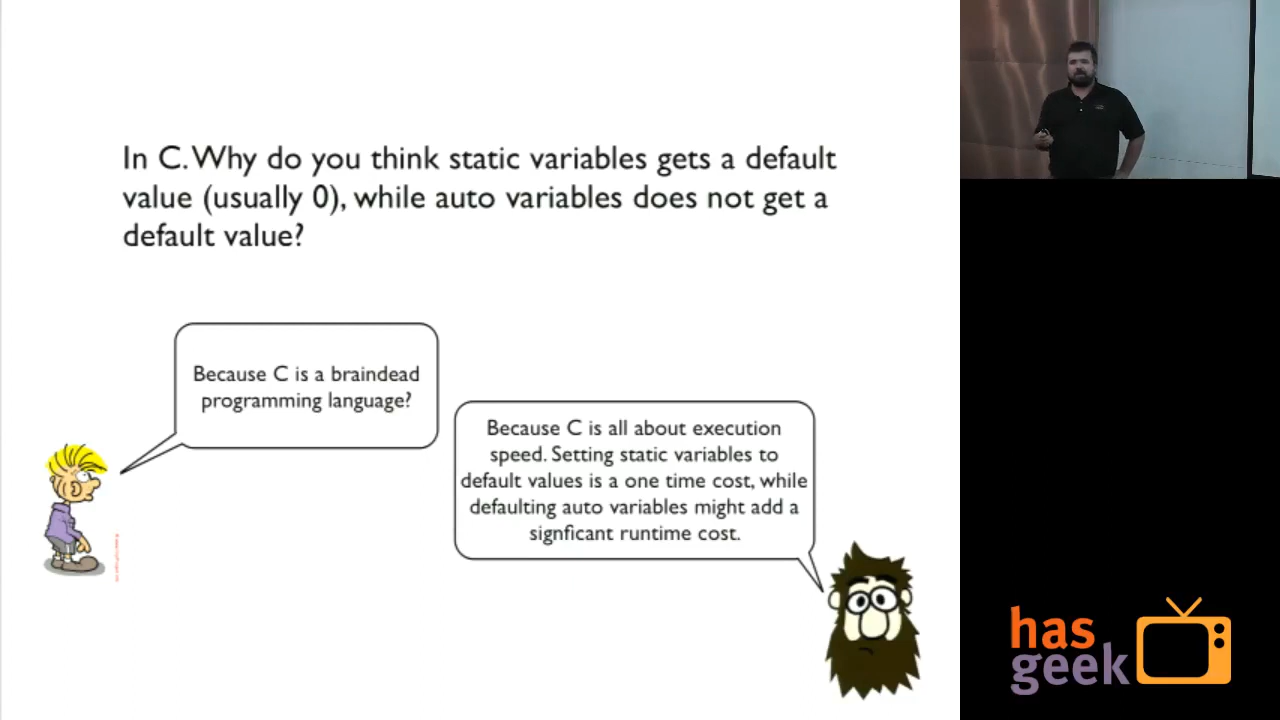 In C. Why do you think static variables gets a default
value (usually 0), while auto variables does not get a
default value?
Because C is a braindead
programming language?
Because C is all about execution
speed. Setting static variables to
default values is a one time cost, while
defaulting auto variables might add a
signficant runtime cost.
has
geek